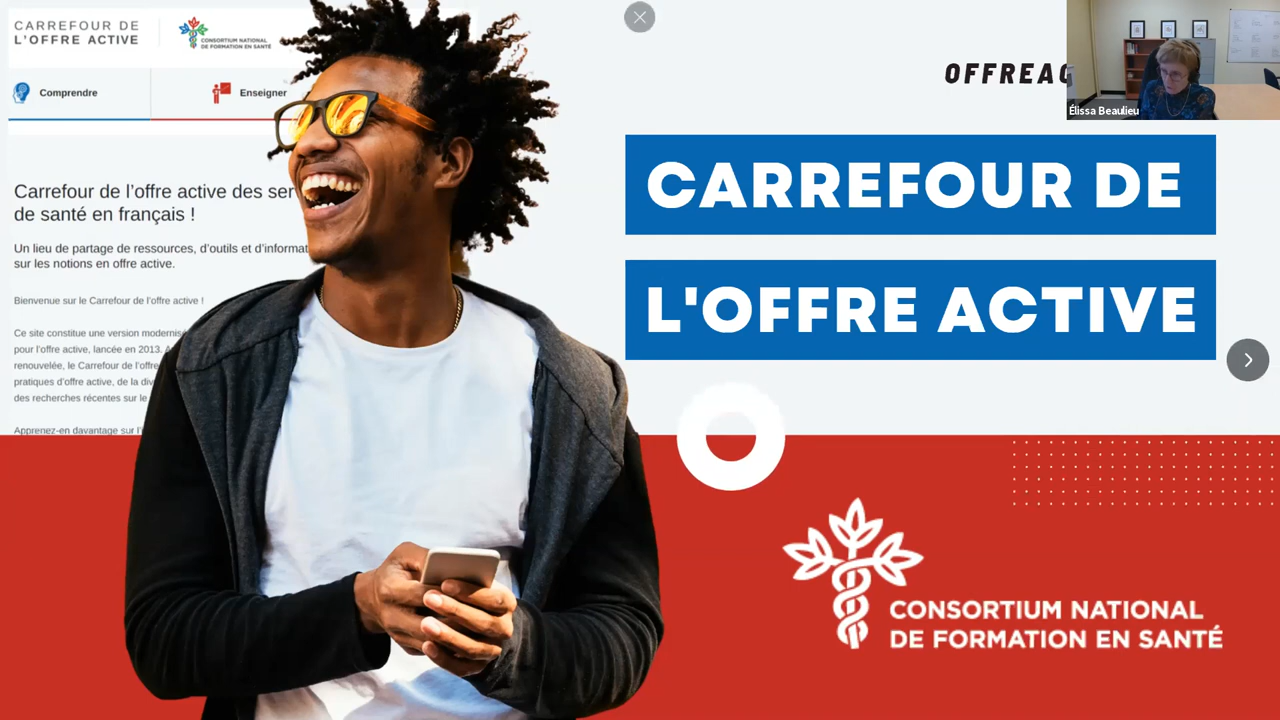 CARREFOUR DE
L'OFFRE ACTIVE
CONSORTIUM NATIONAL
DE FORMATION EN SANTÉ
Comprendre
Enseigner
Carrefour de l'offre active des ser
de santé en français !
Un lieu de partage de ressources, d'outils et d'informat
sur les notions en offre active.
Bienvenue sur le Carrefour de l'offre active !
Ce site constitue une version modernisé
pour l'offre active, lancée en 2013.
renouvelée, le Carrefour de l'offre
pratiques d'offre active, de la div
des recherches récentes sur le
Apprenez-en davantage sur l'
OFFREAC
Élissa Beaulieu
CARREFOUR DE
L'OFFRE ACTIVE
CONSORTIUM NATIONAL
DE FORMATION EN SANTÉ